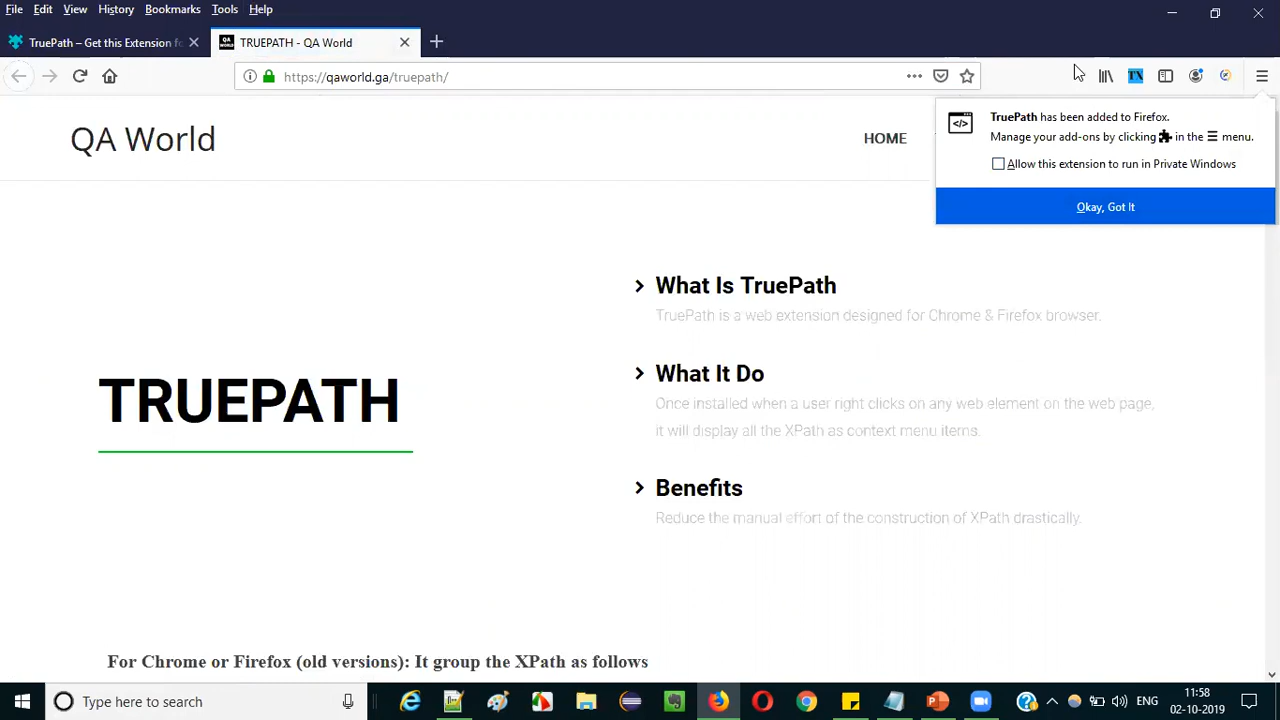 File Edit View History Bookmarks Tools Help
TruePath – Get this Extension fo
TRUEPATH - QA World
https://qaworld.ga/truepath/
TX
TruePath has been added to Firefox.
Manage your add-ons by clicking in the menu.
Allow this extension to run in Private Windows
Okay, Got It
QA World
HOME
What Is TruePath
TruePath is a web extension designed for Chrome & Firefox browser.
TRUEPATH
What It Do
Once installed when a user right clicks on any web element on the web page,
it will display all the XPath as context menu items.
Benefits
Reduce the manual effort of the construction of XPath drastically.
For Chrome or Firefox (old versions): It group the XPath as follows
Type here to search
ENG
11:58
02-10-2019